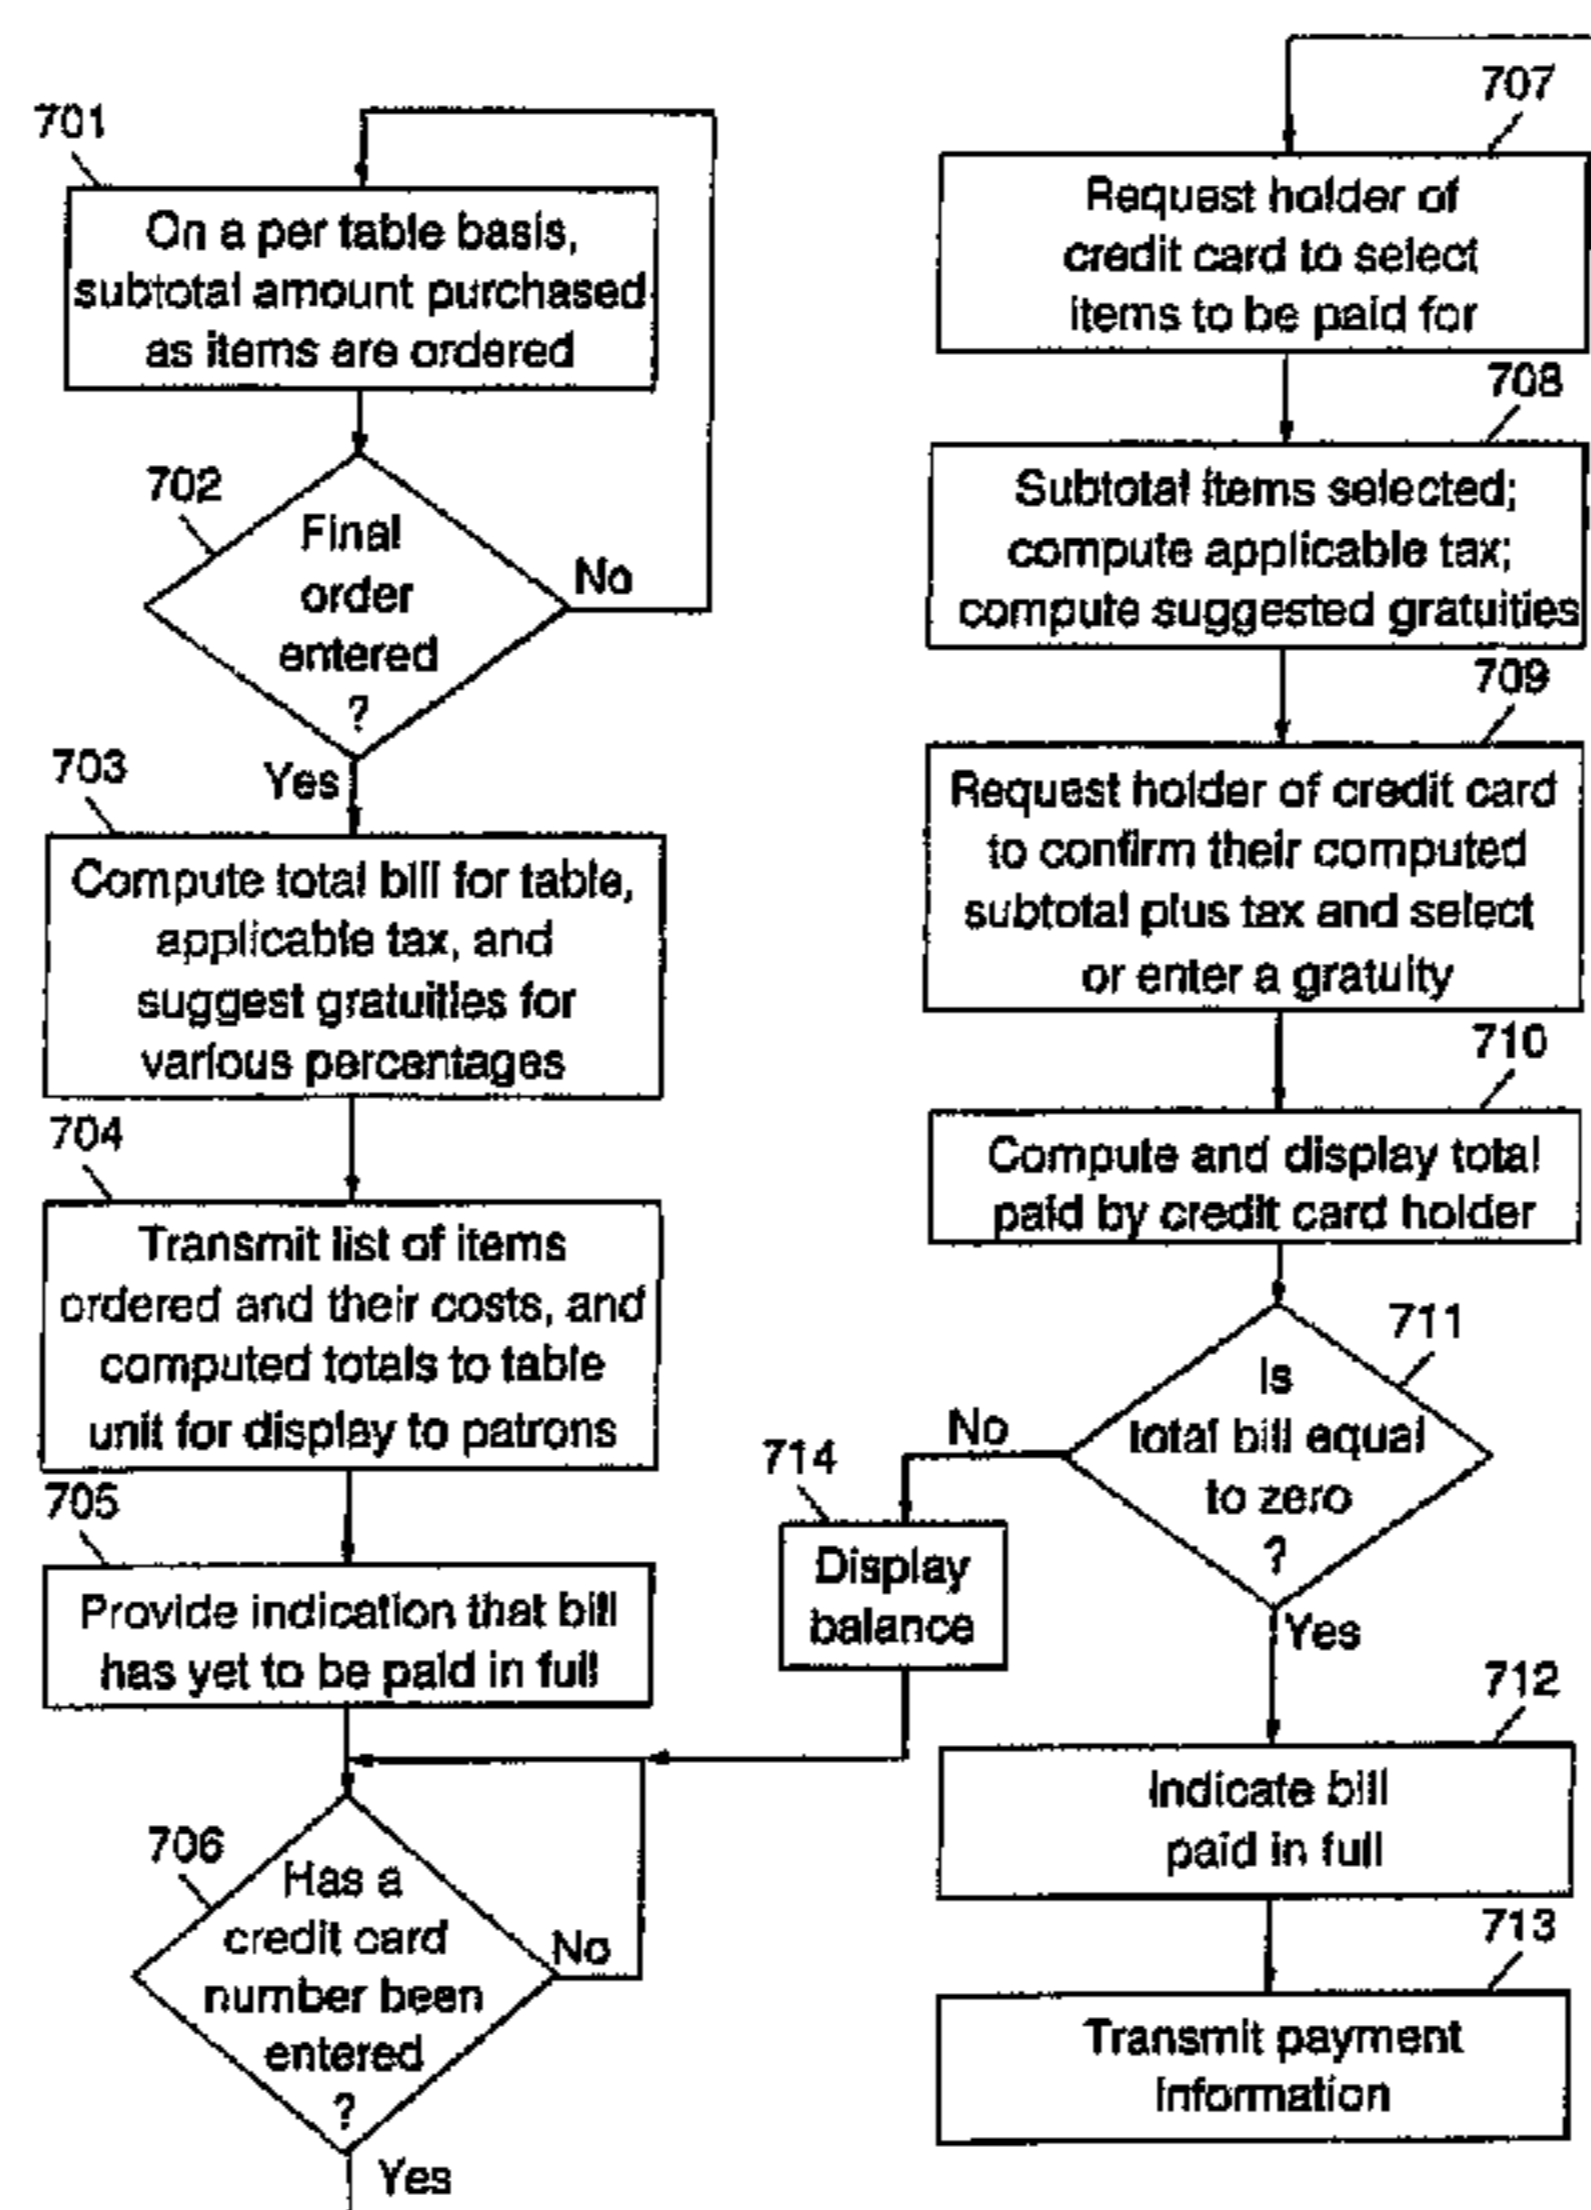 701
On a per table basis,
subtotal amount purchased
as items are ordered
702
Final
order
entered
?
No
Yes
703
Compute total bill for table,
applicable tax, and
suggest gratuities for
various percentages
704
Transmit list of items
ordered and their costs, and
computed totals to table
unit for display to patrons
705
Provide indication that bill
has yet to be paid in full
706
Has a
credit card
number been
entered
?
No
Yes
707
Request holder of
credit card to select
items to be paid for
708
Subtotal items selected;
compute applicable tax;
compute suggested gratuities
709
Request holder of credit card
to confirm their computed
subtotal plus tax and select
or enter a gratuity
710
Compute and display total
paid by credit card holder
711
Is
total bill equal
to zero
?
No
714
Display
balance
Yes
712
Indicate bill
paid in full
713
Transmit payment
information